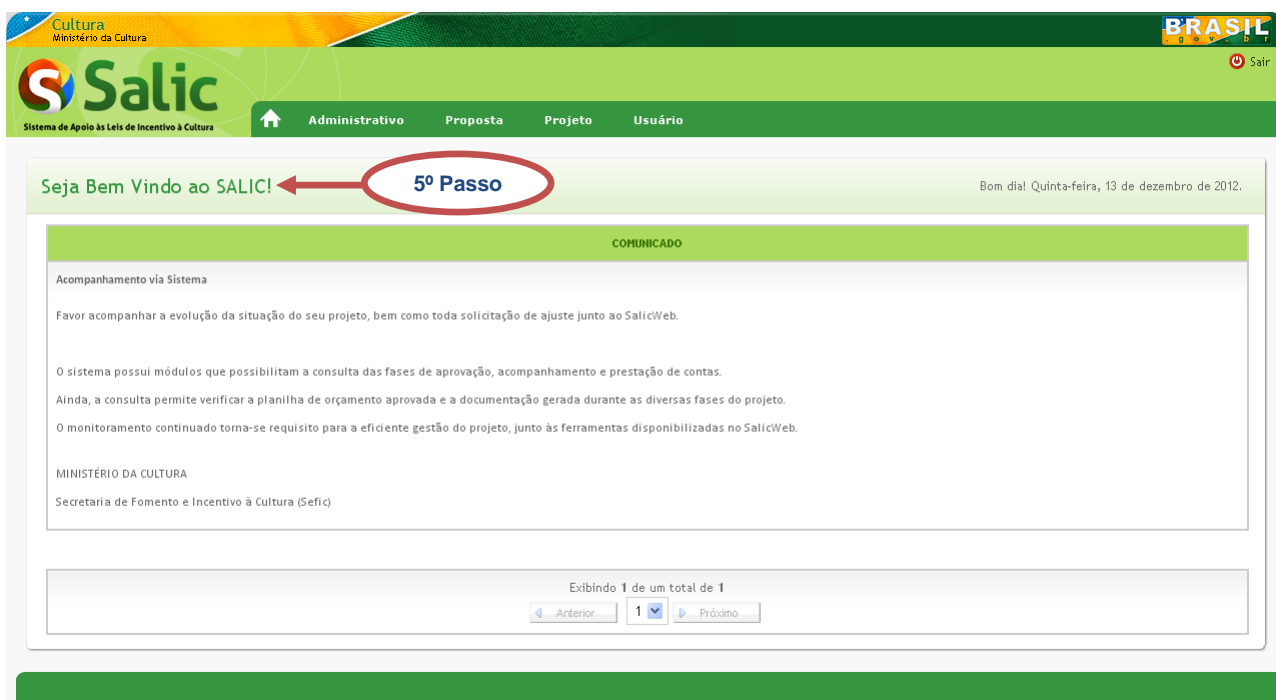 Cultura
Ministério da Cultura
BRASIL
.gov.br
Sair
Salic
Sistema de Apoio às Leis de Incentivo à Cultura
Administrativo Proposta Projeto Usuário
Seja Bem Vindo ao SALIC!
5º Passo
Bom dia! Quinta-feira, 13 de dezembro de 2012.
COMUNICADO
Acompanhamento via Sistema
Favor acompanhar a evolução da situação do seu projeto, bem como toda solicitação de ajuste junto ao SalicWeb.
O sistema possui módulos que possibilitam a consulta das fases de aprovação, acompanhamento e prestação de contas.
Ainda, a consulta permite verificar a planilha de orçamento aprovada e a documentação gerada durante as diversas fases do projeto.
O monitoramento continuado torna-se requisito para a eficiente gestão do projeto, junto às ferramentas disponibilizadas no SalicWeb.
MINISTÉRIO DA CULTURA
Secretaria de Fomento e Incentivo à Cultura (Sefic)
Exibindo 1 de um total de 1
Anterior 1 Próximo